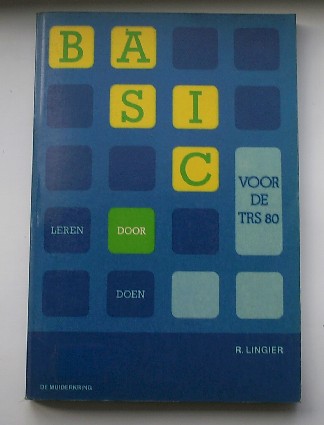 B A
S I
C
VOOR
DE
TRS 80
LEREN DOOR
DOEN
R. LINGIER
DE MUIDERKRING